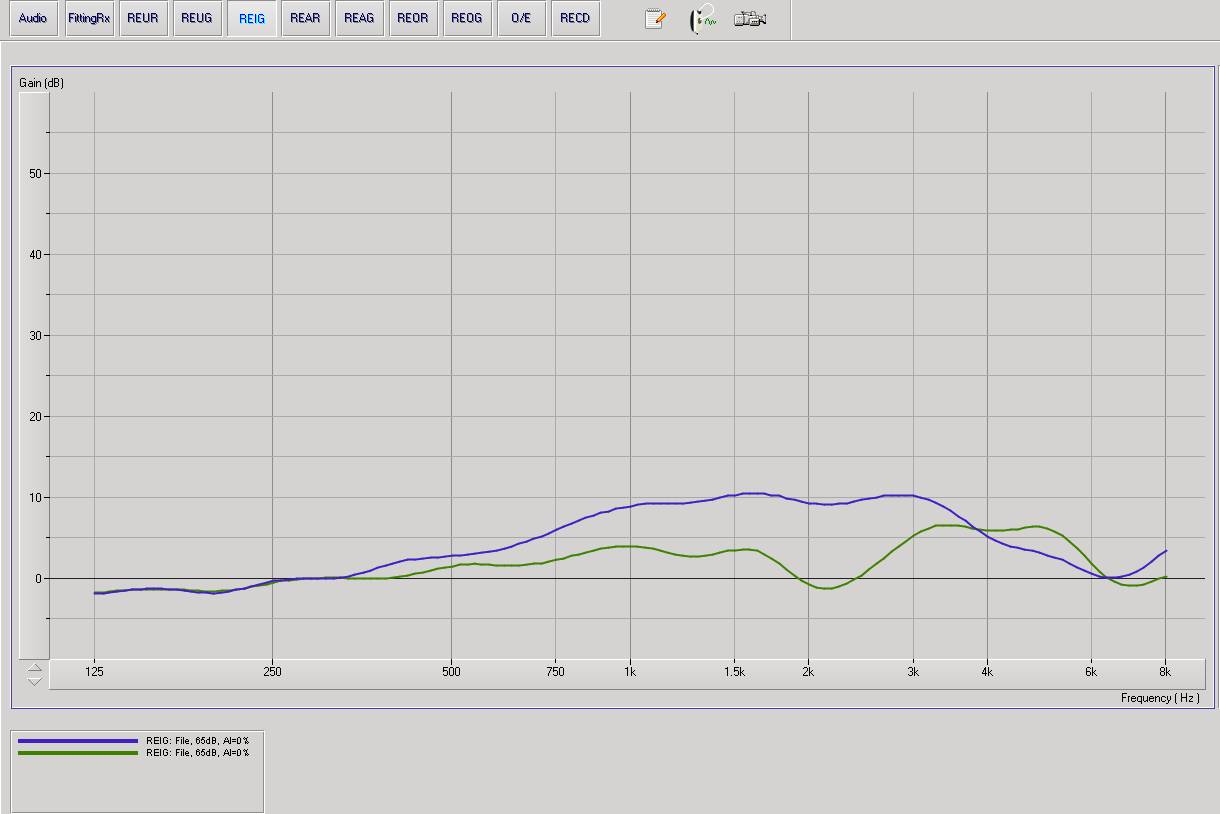 Audio FittingRx REUR REUG REIG REAR REAG REOR REOG O/E RECD
Gain (dB)
50
40
30
20
10
0
125 250 500 750 1k 1.5k 2k 3k 4k 6k 8k
Frequency ( Hz )
REIG: File, 65dB, AI=0%
REIG: File, 65dB, AI=0%